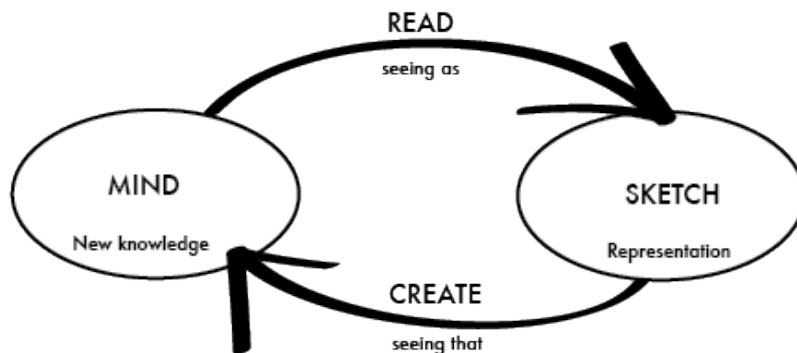 READ
seeing as
MIND
New knowledge
SKETCH
Representation
CREATE
seeing that